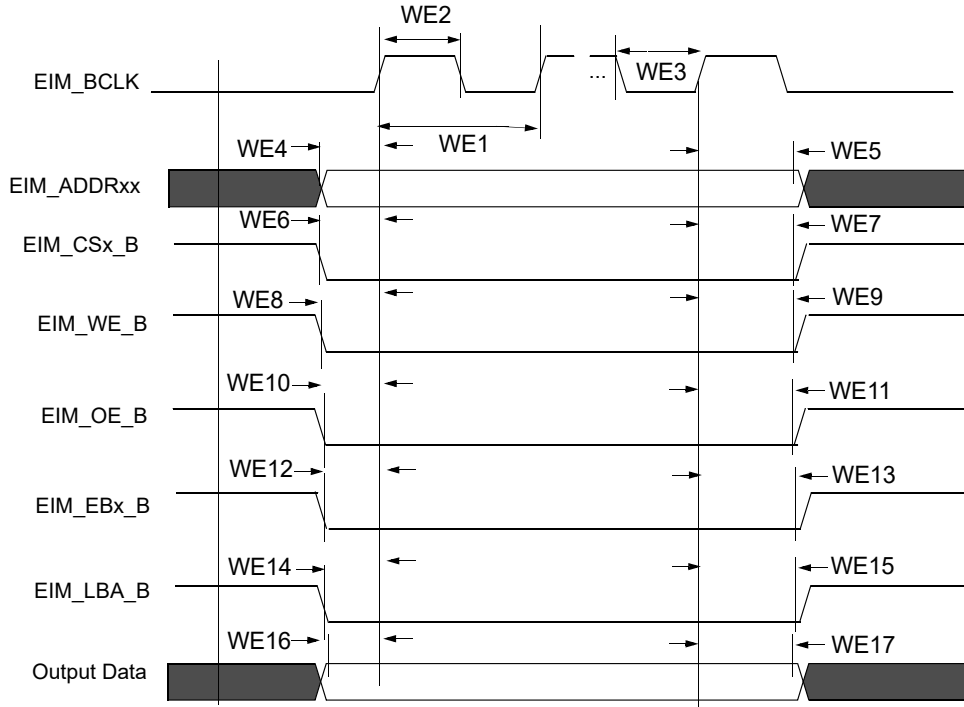 WE2
EIM_BCLK
...
WE3
WE1
WE4
WE5
EIM_ADDRxx
WE6
WE7
EIM_CSx_B
WE8
WE9
EIM_WE_B
WE10
WE11
EIM_OE_B
WE12
WE13
EIM_EBx_B
WE14
WE15
EIM_LBA_B
WE16
WE17
Output Data